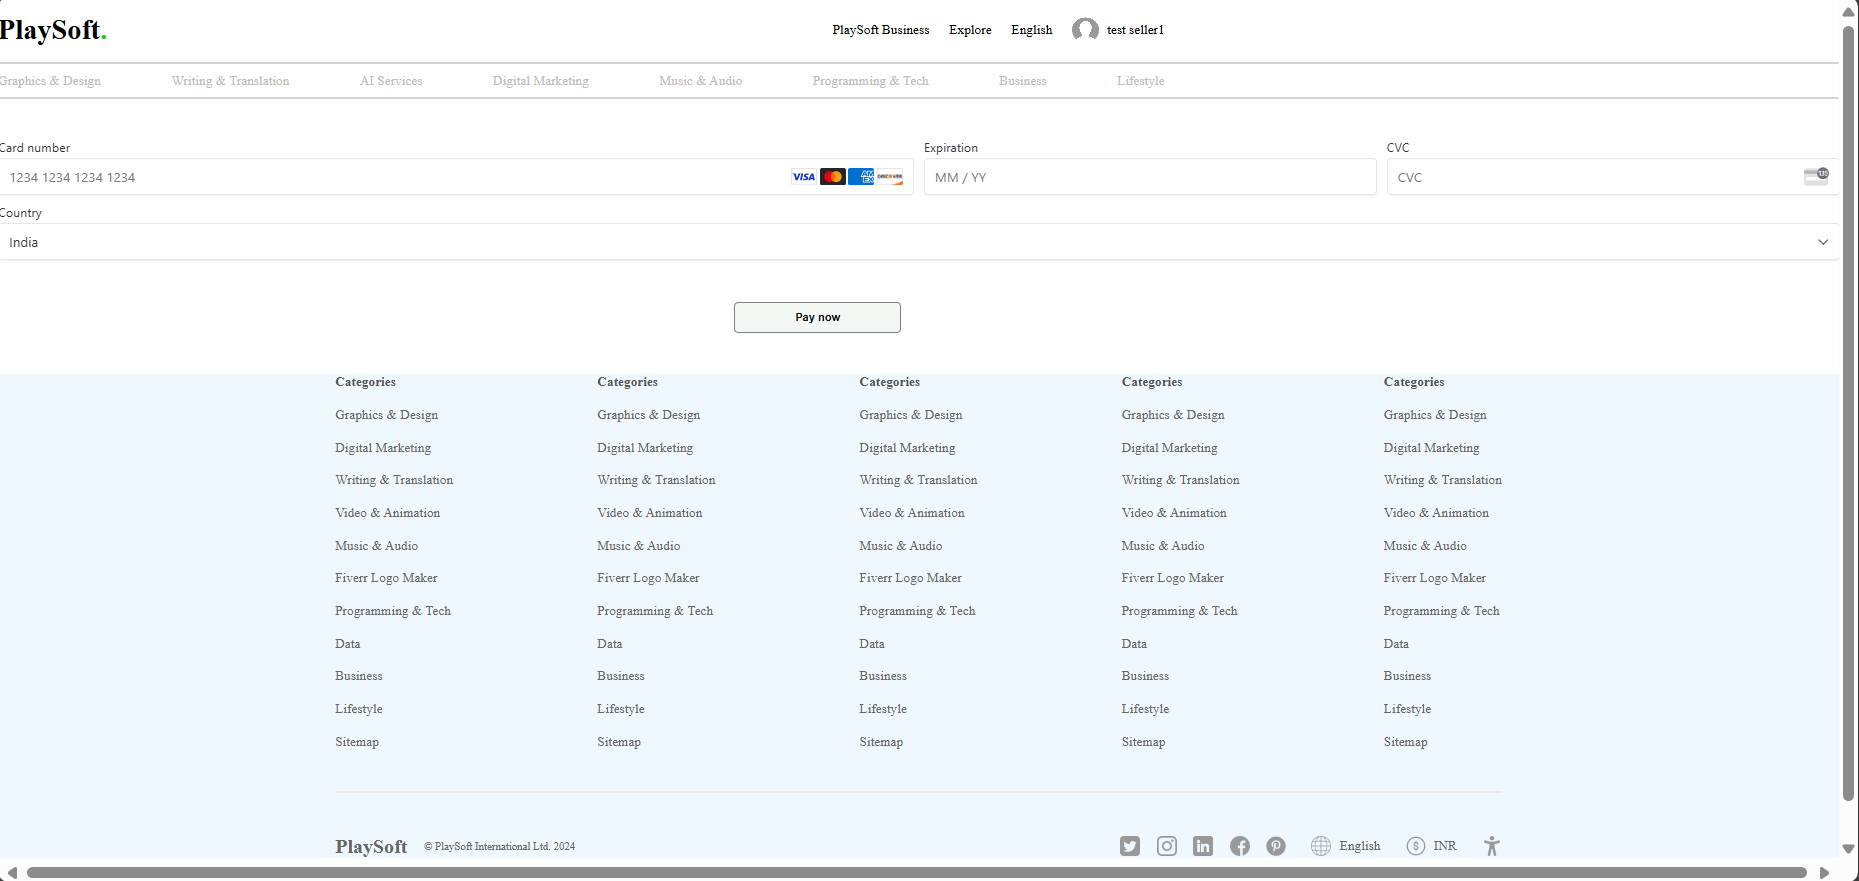 PlaySoft.
PlaySoft Business Explore English test seller1
Graphics & Design Writing & Translation AI Services Digital Marketing Music & Audio Programming & Tech Business Lifestyle
Card number Expiration CVC
1234 1234 1234 1234 VISA AM EX DISCOVER MM / YY CVC 135
Country
India
Pay now
Categories Categories Categories Categories Categories
Graphics & Design Graphics & Design Graphics & Design Graphics & Design Graphics & Design
Digital Marketing Digital Marketing Digital Marketing Digital Marketing Digital Marketing
Writing & Translation Writing & Translation Writing & Translation Writing & Translation Writing & Translation
Video & Animation Video & Animation Video & Animation Video & Animation Video & Animation
Music & Audio Music & Audio Music & Audio Music & Audio Music & Audio
Fiverr Logo Maker Fiverr Logo Maker Fiverr Logo Maker Fiverr Logo Maker Fiverr Logo Maker
Programming & Tech Programming & Tech Programming & Tech Programming & Tech Programming & Tech
Data Data Data Data Data
Business Business Business Business Business
Lifestyle Lifestyle Lifestyle Lifestyle Lifestyle
Sitemap Sitemap Sitemap Sitemap Sitemap
PlaySoft © PlaySoft International Ltd. 2024 English $ INR